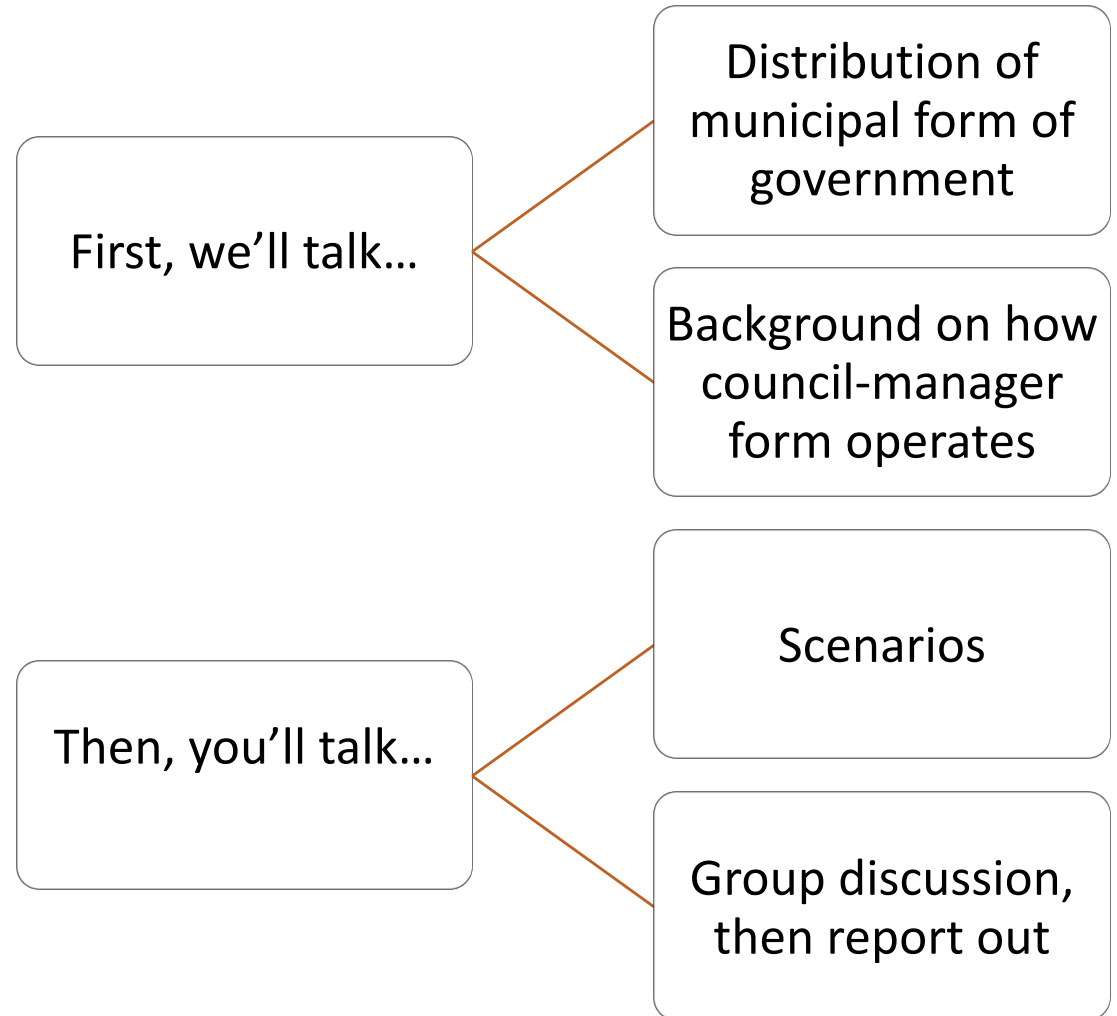 First, we’ll talk…
Distribution of
municipal form of
government
Background on how
council-manager
form operates
Then, you’ll talk…
Scenarios
Group discussion,
then report out